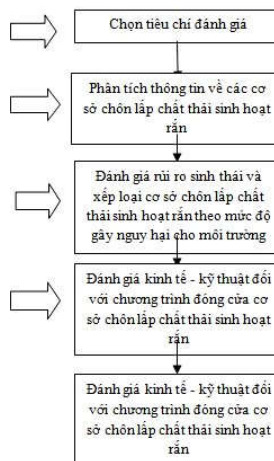 Chọn tiêu chí đánh giá
Phân tích thông tin về các cơ
sở chôn lấp chất thải sinh hoạt
rắn
Đánh giá rủi ro sinh thái và
xếp loại cơ sở chôn lấp chất
thải sinh hoạt rắn theo mức độ
gây nguy hại cho môi trường
Đánh giá kinh tế - kỹ thuật đối
với chương trình đóng cửa cơ
sở chôn lấp chất thải sinh hoạt
rắn
Đánh giá kinh tế - kỹ thuật đối
với chương trình đóng cửa cơ
sở chôn lấp chất thải sinh hoạt
rắn